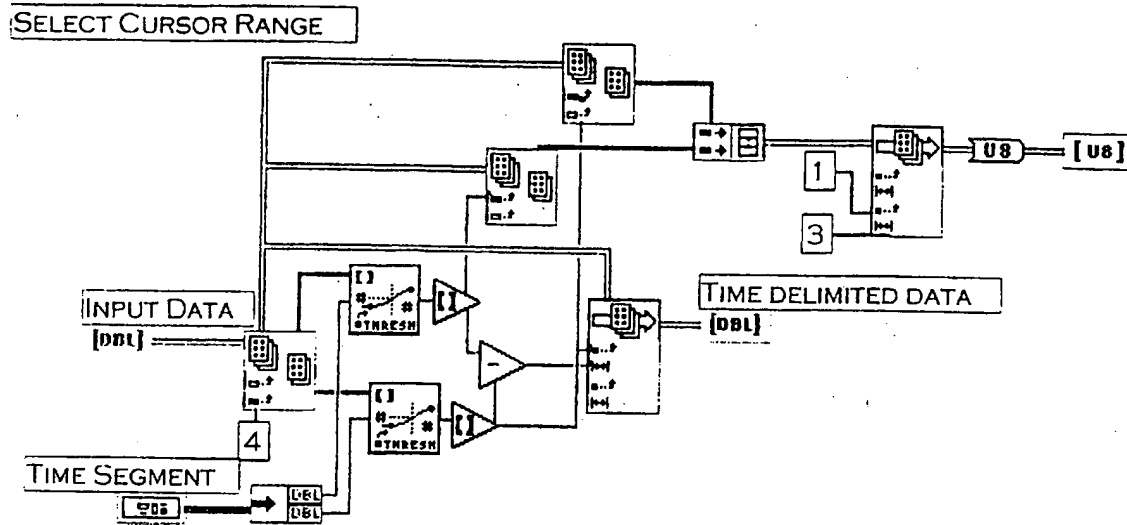 SELECT CURSOR RANGE
1
U8
[U8]
3
INPUT DATA
[DBL]
[ ]
#
#
THRESH
[ ]
TIME DELIMITED DATA
[DBL]
-
[ ]
#
#
THRESH
[ ]
4
TIME SEGMENT
DBL
DBL